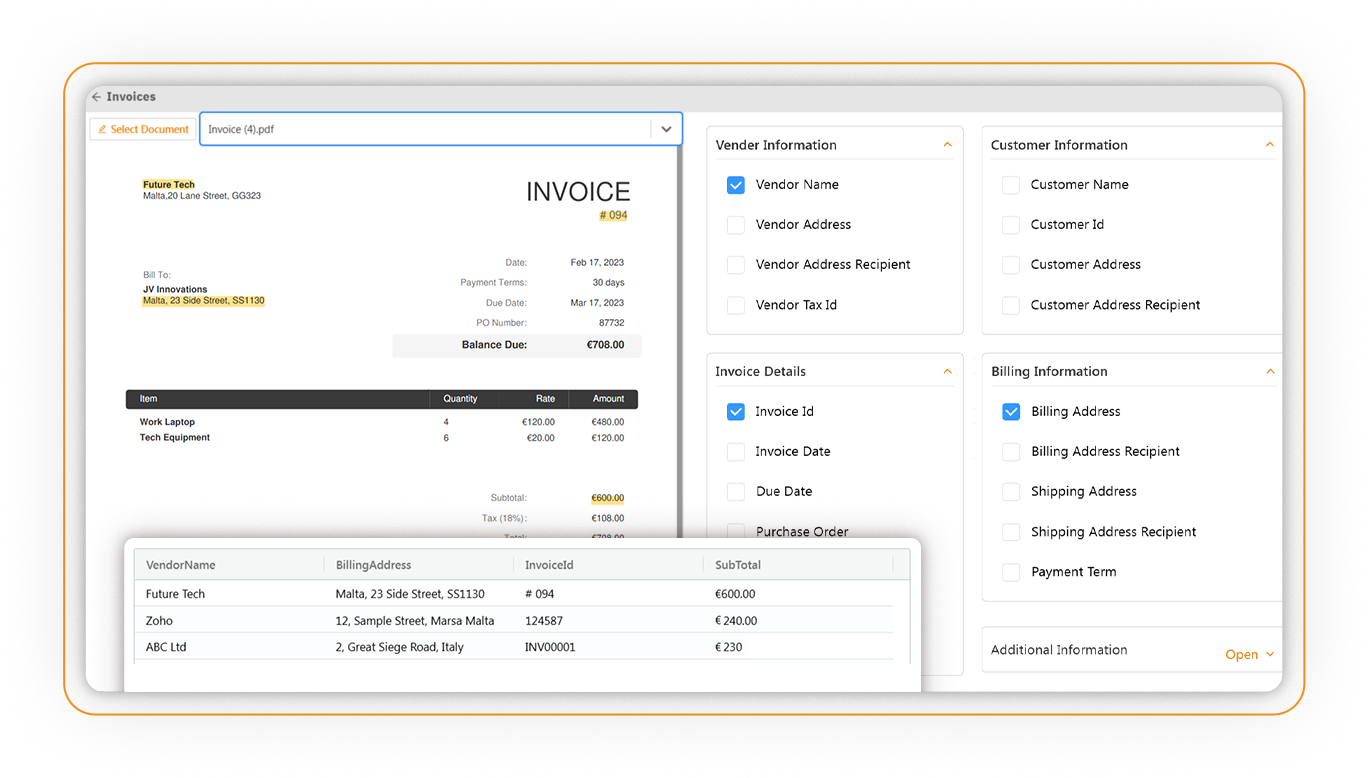 Invoices
Select Document
Invoice (4).pdf
Future Tech
Malta,20 Lane Street, GG323
INVOICE
# 094
Bill To:
JV Innovations
Malta, 23 Side Street, SS1130
Date: Feb 17, 2023
Payment Terms: 30 days
Due Date: Mar 17, 2023
PO Number: 87732
Balance Due: €708.00
Item Quantity Rate Amount
Work Laptop 4 €120.00 €480.00
Tech Equipment 6 €20.00 €120.00
Subtotal: €600.00
Tax (18%): €108.00
Total: €708.00
VendorName BillingAddress InvoiceId SubTotal
Future Tech Malta, 23 Side Street, SS1130 # 094 €600.00
Zoho 12, Sample Street, Marsa Malta 124587 € 240.00
ABC Ltd 2, Great Siege Road, Italy INV00001 € 230
Vender Information
Vendor Name
Vendor Address
Vendor Address Recipient
Vendor Tax Id
Customer Information
Customer Name
Customer Id
Customer Address
Customer Address Recipient
Invoice Details
Invoice Id
Invoice Date
Due Date
Purchase Order
Billing Information
Billing Address
Billing Address Recipient
Shipping Address
Shipping Address Recipient
Payment Term
Additional Information
Open